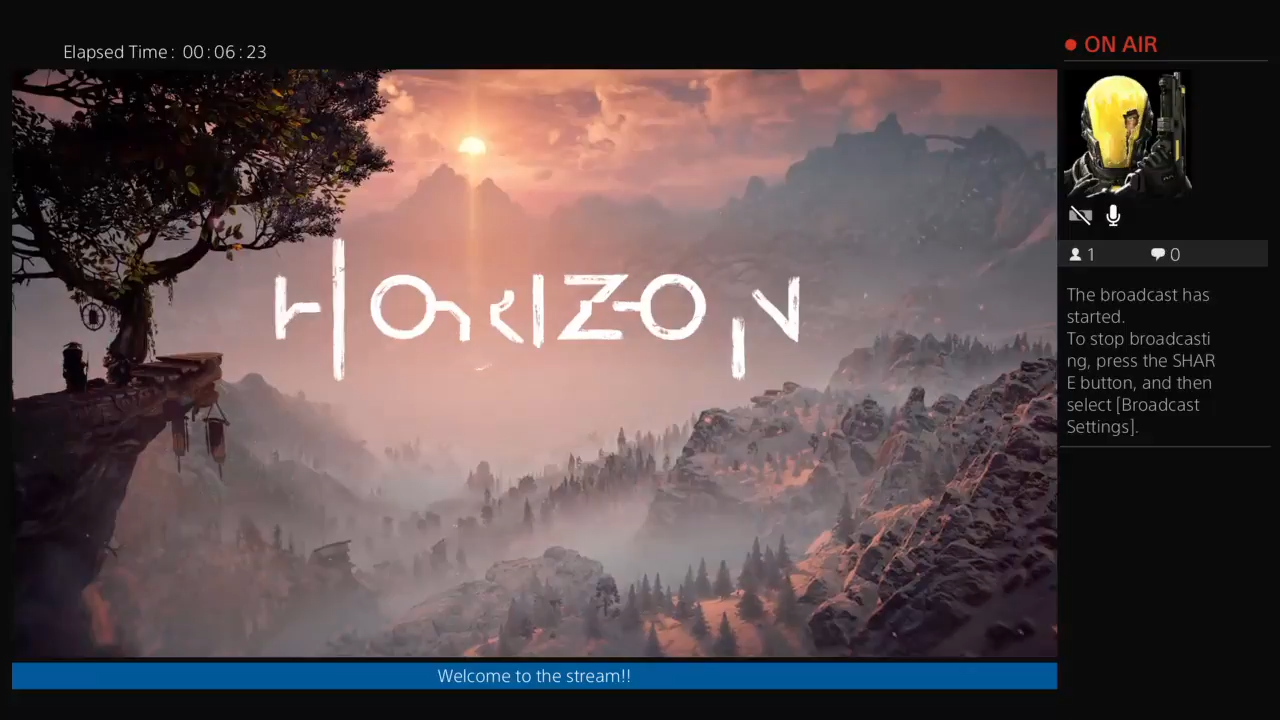 Elapsed Time: 00:06:23
ON AIR
HORIZON
1
0
The broadcast has
started.
To stop broadcasti
ng, press the SHAR
E button, and then
select [Broadcast
Settings].
Welcome to the stream!!